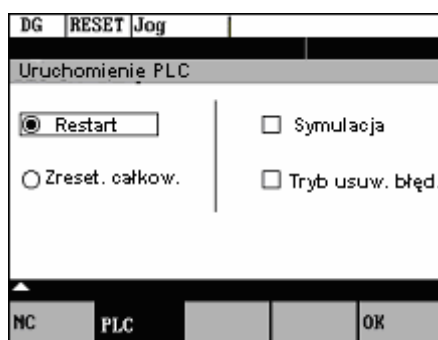 DG RESET Jog
Uruchomienie PLC
Restart
Symulacja
Zreset. całkow.
Tryb usuw. błęd.
NC PLC OK